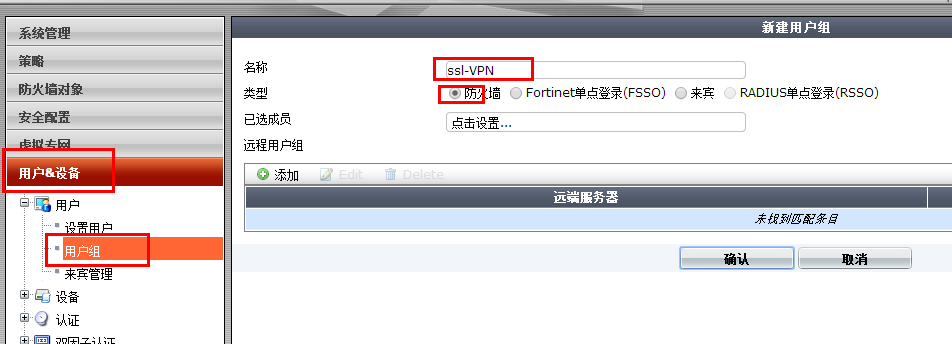 系统管理
策略
防火墙对象
安全配置
虚拟专网
用户&设备
用户
设置用户
用户组
来宾管理
设备
认证
双因子认证
新建用户组
名称 ssl-VPN
类型 防火墙 Fortinet单点登录(FSSO) 来宾 RADIUS单点登录(RSSO)
已选成员 点击设置...
远程用户组
添加 Edit Delete
远端服务器
未找到匹配条目
确认 取消